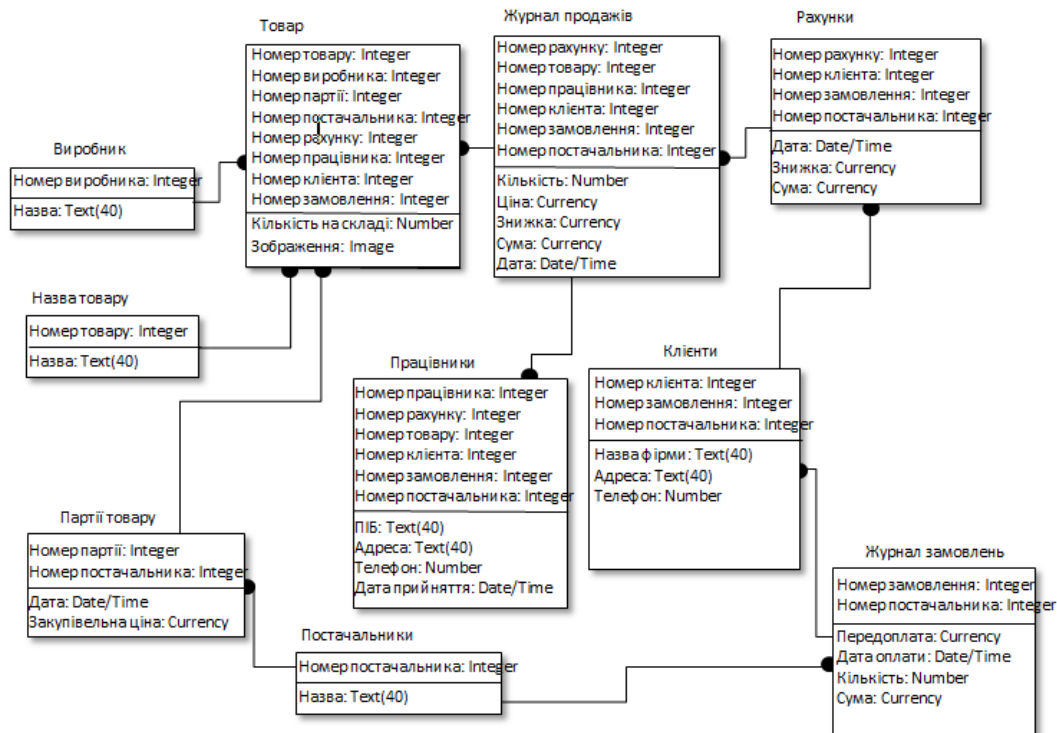 Товар
Номер товару: Integer
Номер виробника: Integer
Номер партії: Integer
Номер постачальника: Integer
Номер рахунку: Integer
Номер працівника: Integer
Номер клієнта: Integer
Номер замовлення: Integer
Кількість на складі: Number
Зображення: Image
Журнал продажів
Номер рахунку: Integer
Номер товару: Integer
Номер працівника: Integer
Номер клієнта: Integer
Номер замовлення: Integer
Номер постачальника: Integer
Кількість: Number
Ціна: Currency
Знижка: Currency
Сума: Currency
Дата: Date/Time
Рахунки
Номер рахунку: Integer
Номер клієнта: Integer
Номер замовлення: Integer
Номер постачальника: Integer
Дата: Date/Time
Знижка: Currency
Сума: Currency
Виробник
Номер виробника: Integer
Назва: Text(40)
Назва товару
Номер товару: Integer
Назва: Text(40)
Працівники
Номер працівника: Integer
Номер рахунку: Integer
Номер товару: Integer
Номер клієнта: Integer
Номер замовлення: Integer
Номер постачальника: Integer
ПІБ: Text(40)
Адреса: Text(40)
Телефон: Number
Дата прийняття: Date/Time
Клієнти
Номер клієнта: Integer
Номер замовлення: Integer
Номер постачальника: Integer
Назва фірми: Text(40)
Адреса: Text(40)
Телефон: Number
Партії товару
Номер партії: Integer
Номер постачальника: Integer
Дата: Date/Time
Закупівельна ціна: Currency
Постачальники
Номер постачальника: Integer
Назва: Text(40)
Журнал замовлень
Номер замовлення: Integer
Номер постачальника: Integer
Передоплата: Currency
Дата оплати: Date/Time
Кількість: Number
Сума: Currency